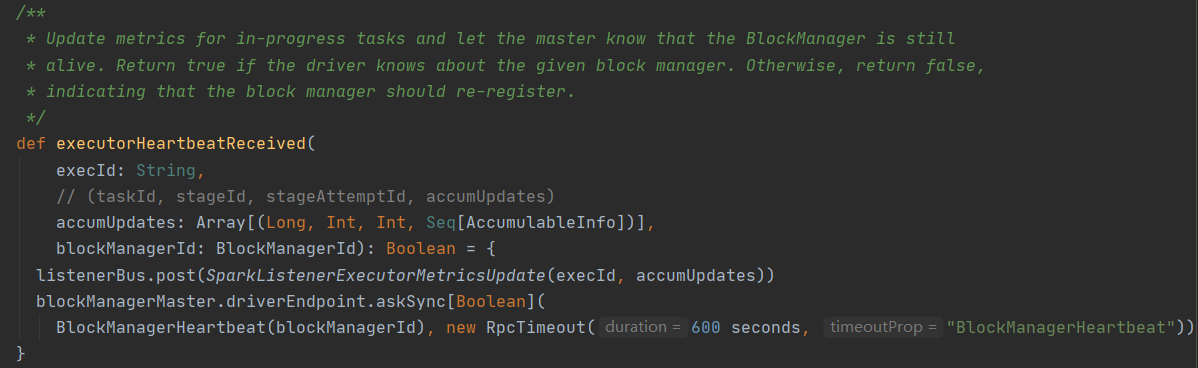 /**
 * Update metrics for in-progress tasks and let the master know that the BlockManager is still
 * alive. Return true if the driver knows about the given block manager. Otherwise, return false,
 * indicating that the block manager should re-register.
 */
def executorHeartbeatReceived(
    execId: String,
    // (taskId, stageId, stageAttemptId, accumUpdates)
    accumUpdates: Array[(Long, Int, Int, Seq[AccumulableInfo])],
    blockManagerId: BlockManagerId): Boolean = {
  listenerBus.post(SparkListenerExecutorMetricsUpdate(execId, accumUpdates))
  blockManagerMaster.driverEndpoint.askSync[Boolean](
    BlockManagerHeartbeat(blockManagerId), new RpcTimeout( duration = 600 seconds, timeoutProp = "BlockManagerHeartbeat"))
}